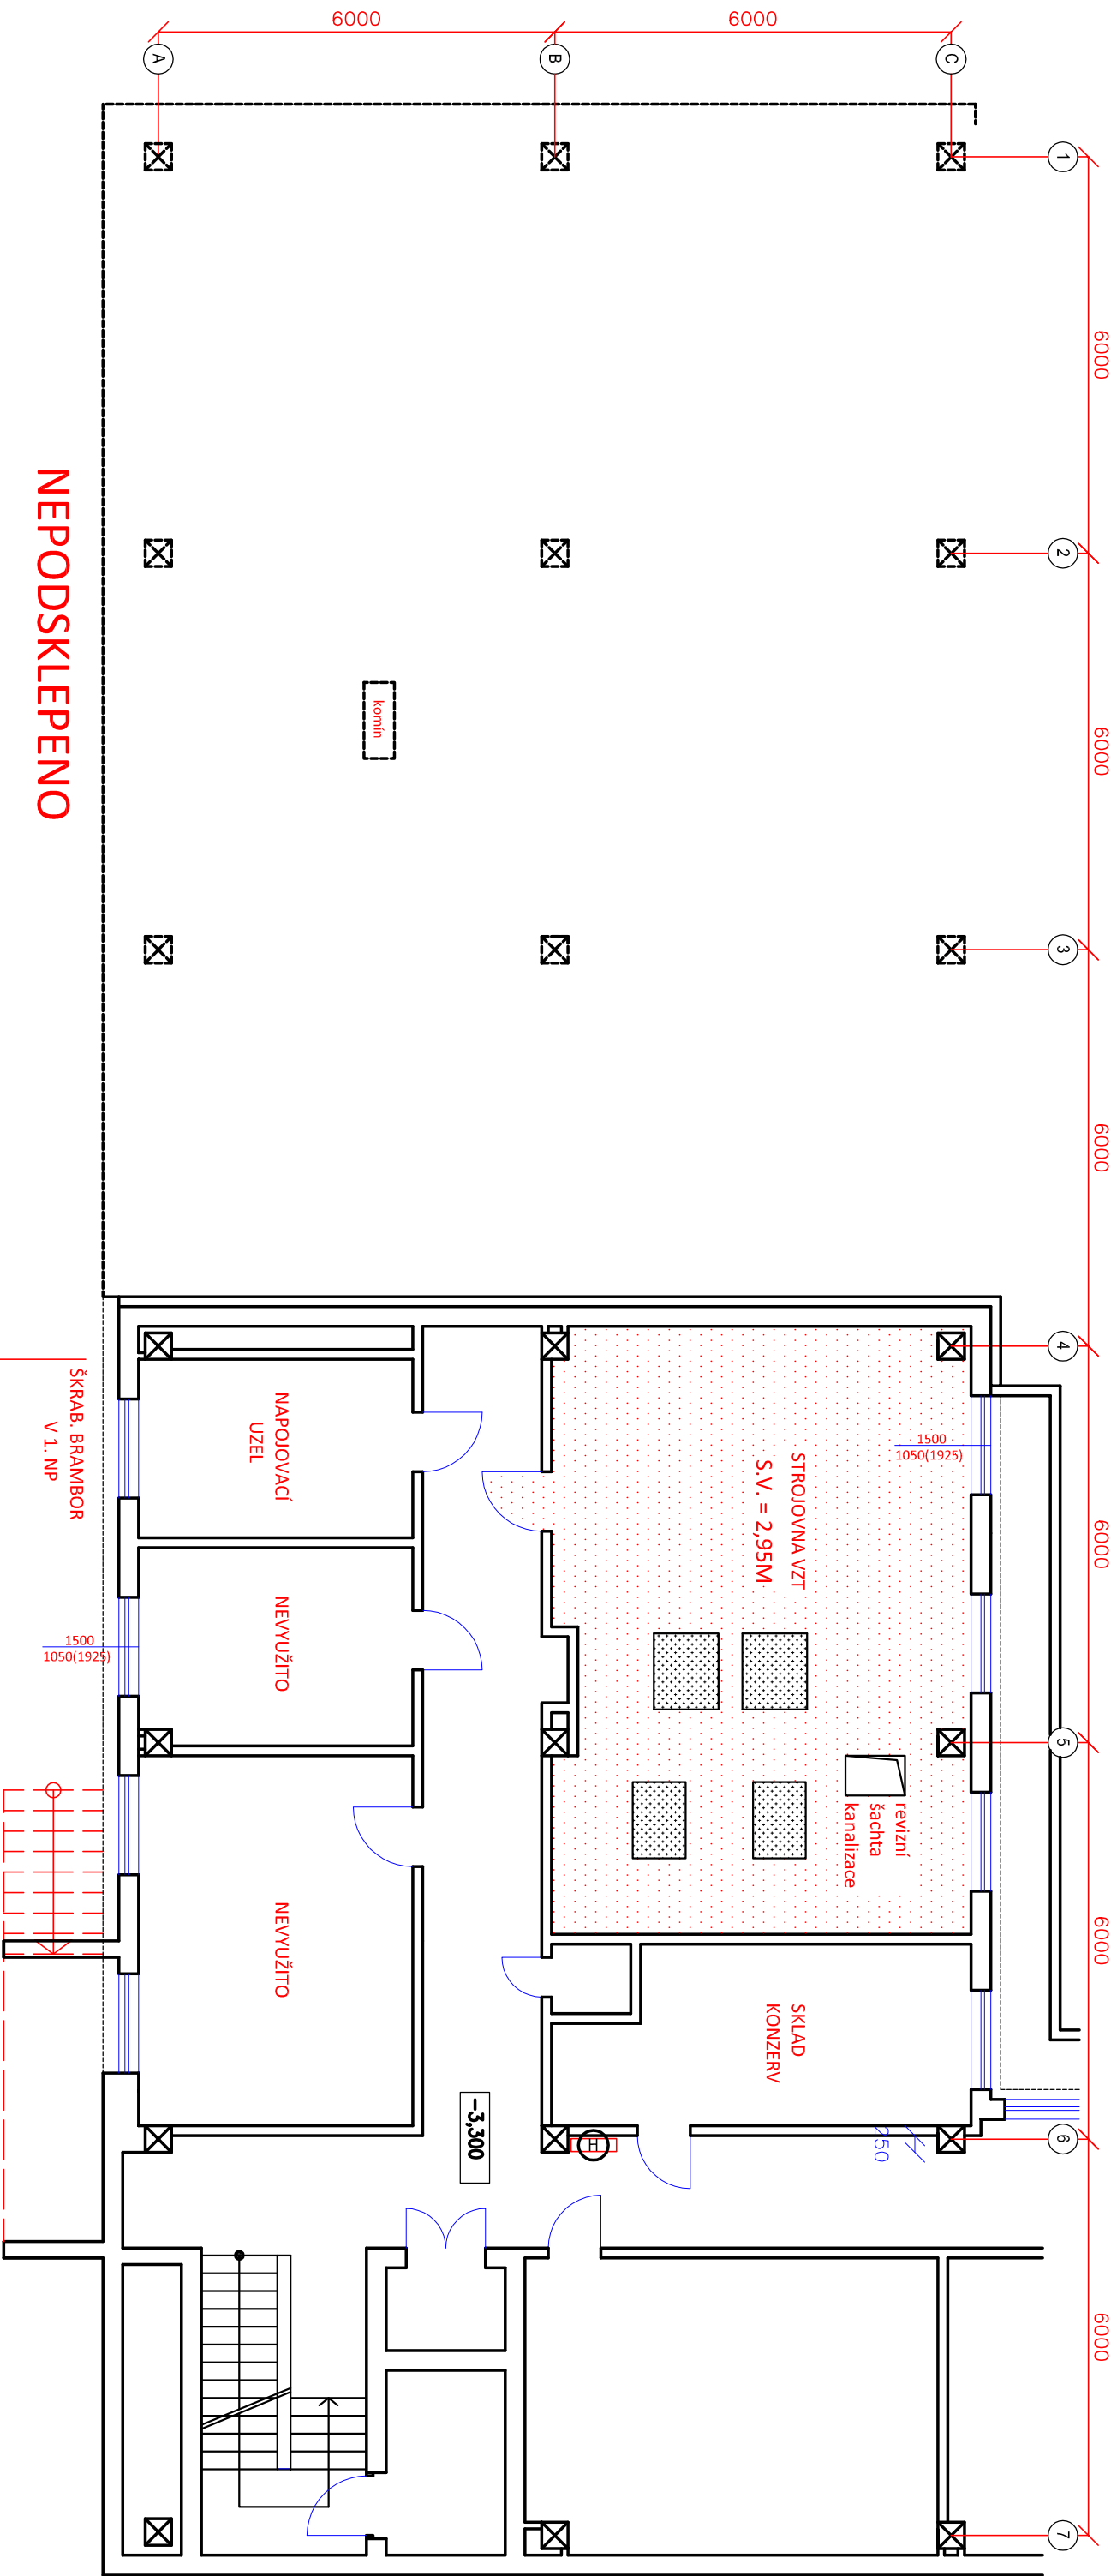 6000
6000
6000
6000
6000
6000
6000
6000
1
2
3
4
5
6
7
C
B
A
komín
NEPODSKLEPENO
1500
1050(1925)
STROJOVNA VZT
S.V. = 2,95M
revizní
šachta
kanalizace
NAPOJOVACÍ
UZEL
NEVYUŽITO
NEVYUŽITO
SKLAD
KONZERV
250
H
-3,300
1500
1050(1925)
ŠKRAB. BRAMBOR
V 1. NP